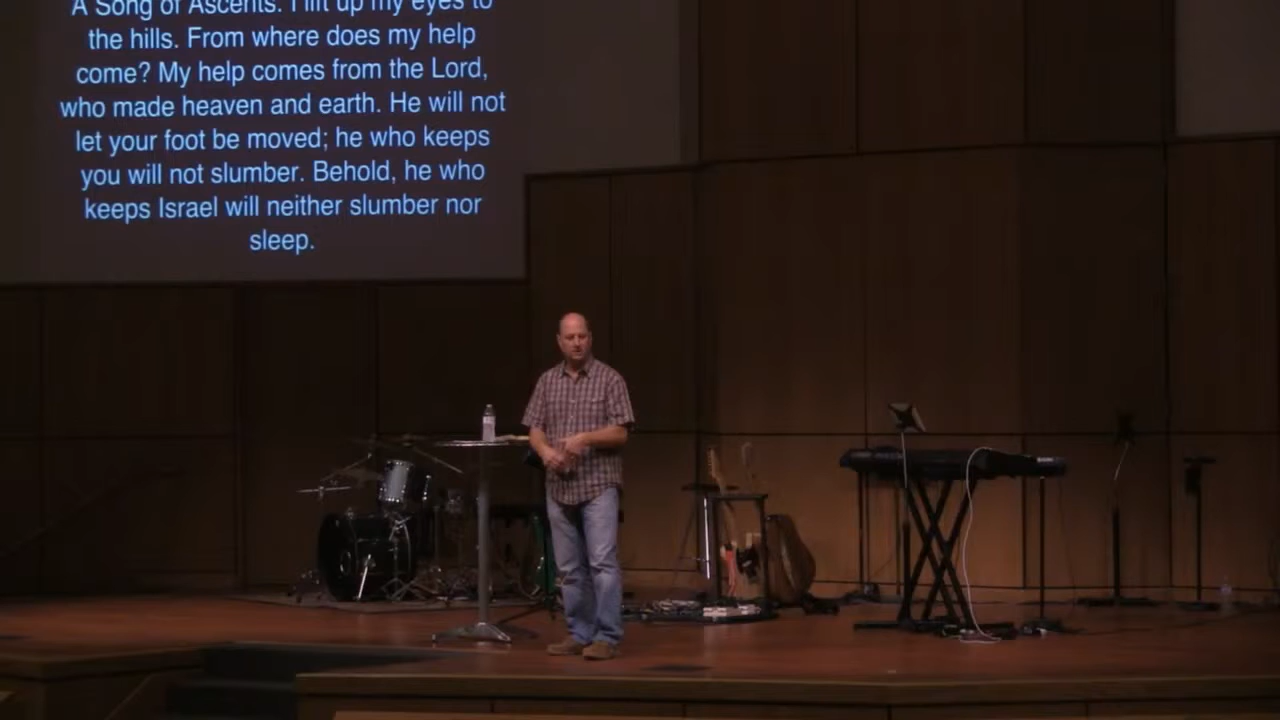 A Song of Ascents. I lift up my eyes to
the hills. From where does my help
come? My help comes from the Lord,
who made heaven and earth. He will not
let your foot be moved; he who keeps
you will not slumber. Behold, he who
keeps Israel will neither slumber nor
sleep.